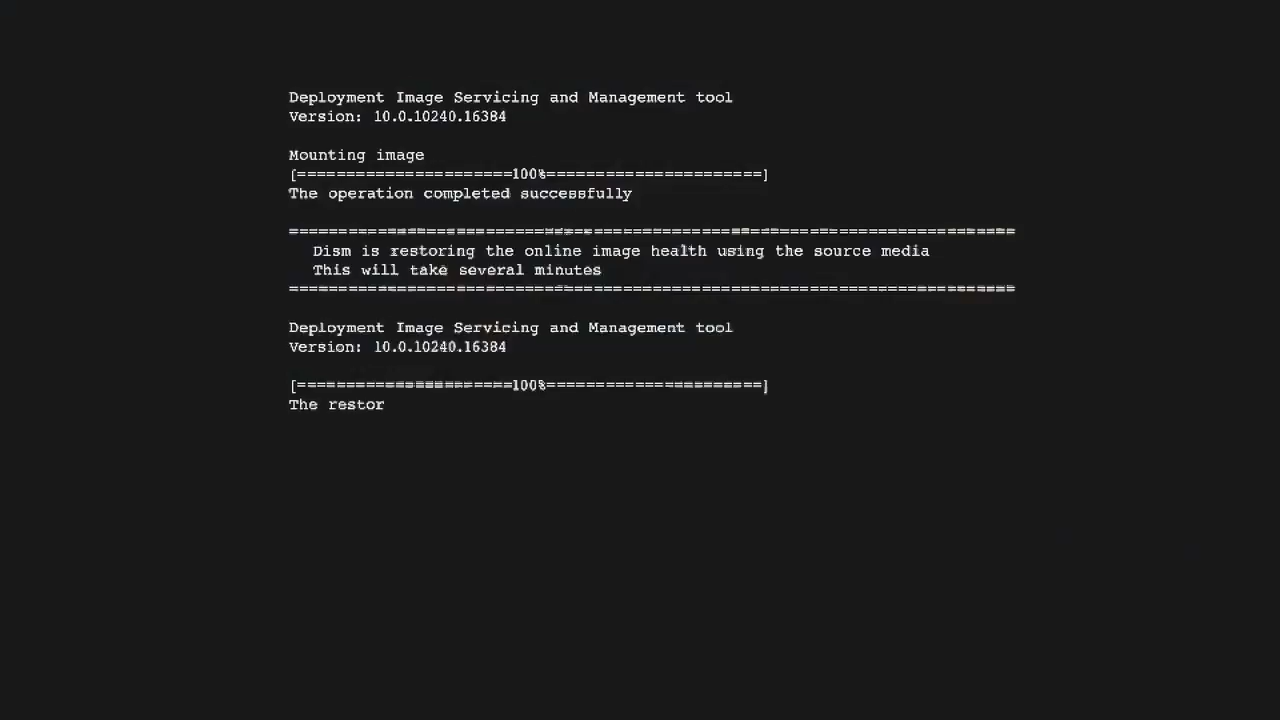 Deployment Image Servicing and Management tool
Version: 10.0.10240.16384
Mounting image
[======================100%======================]
The operation completed successfully
===========================================================================
Dism is restoring the online image health using the source media
This will take several minutes
===========================================================================
Deployment Image Servicing and Management tool
Version: 10.0.10240.16384
[======================100%======================]
The restor